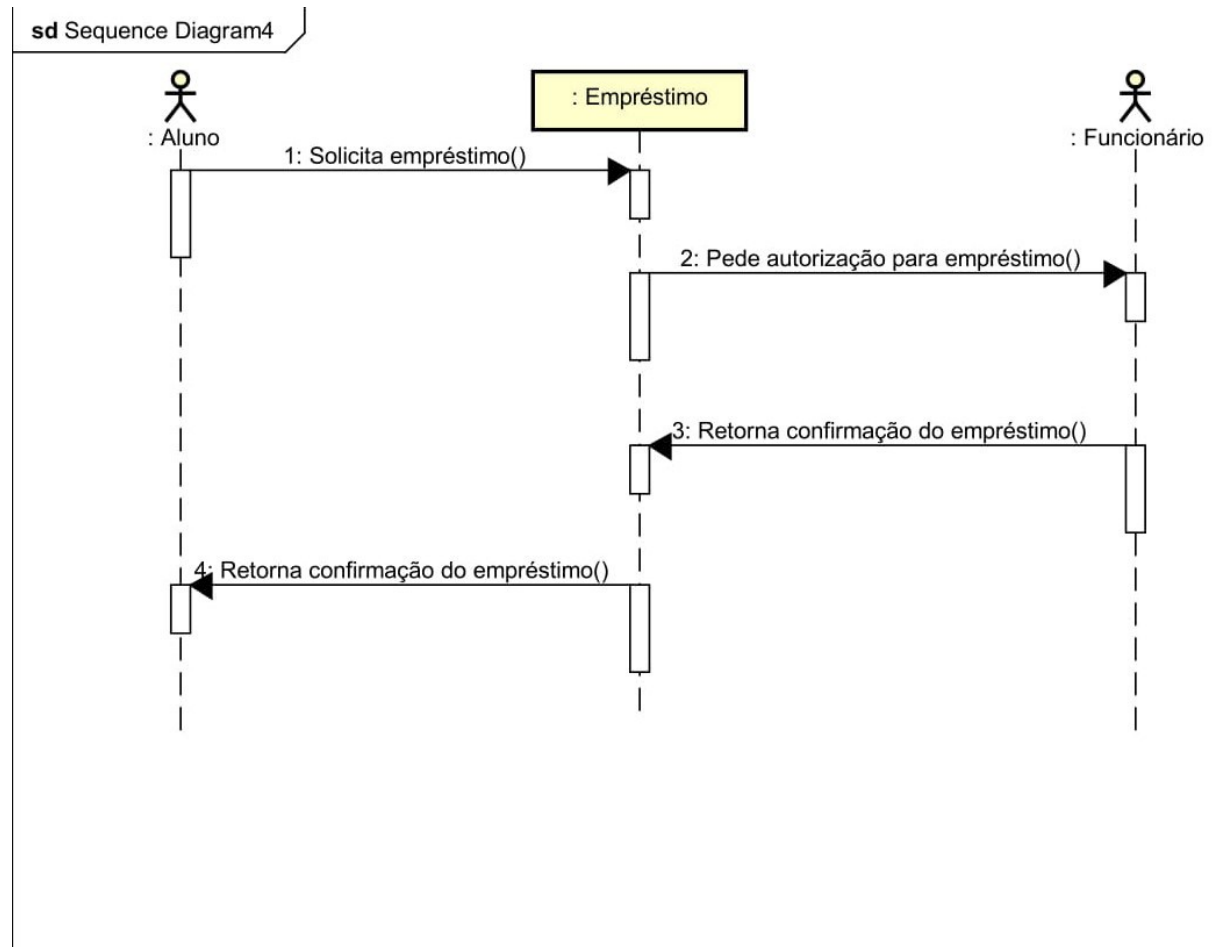 sd Sequence Diagram4
: Aluno
: Empréstimo
: Funcionário
1: Solicita empréstimo()
2: Pede autorização para empréstimo()
3: Retorna confirmação do empréstimo()
4: Retorna confirmação do empréstimo()